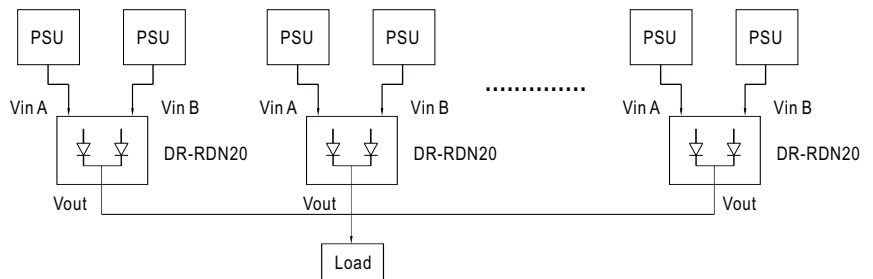 PSU PSU PSU PSU PSU PSU
Vin A Vin B Vin A Vin B Vin A Vin B
DR-RDN20 DR-RDN20 DR-RDN20
Vout Vout Vout
Load